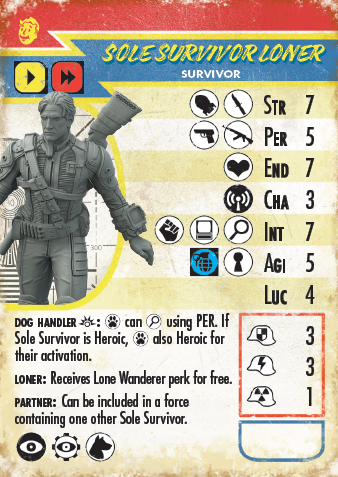 SOLE SURVIVOR LONER
SURVIVOR
STR 7
PER 5
END 7
CHA 3
INT 7
AGI 5
LUC 4
300
DOG HANDLER : can using PER. If
Sole Survivor is Heroic, also Heroic for
their activation.
LONER: Receives Lone Wanderer perk for free.
PARTNER: Can be included in a force
containing one other Sole Survivor.
3
3
1